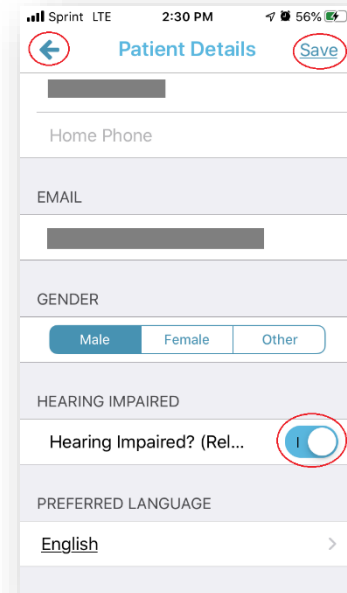 Sprint LTE 2:30 PM 56%
Patient Details Save
Home Phone
EMAIL
GENDER
Male Female Other
HEARING IMPAIRED
Hearing Impaired? (Rel...
PREFERRED LANGUAGE
English